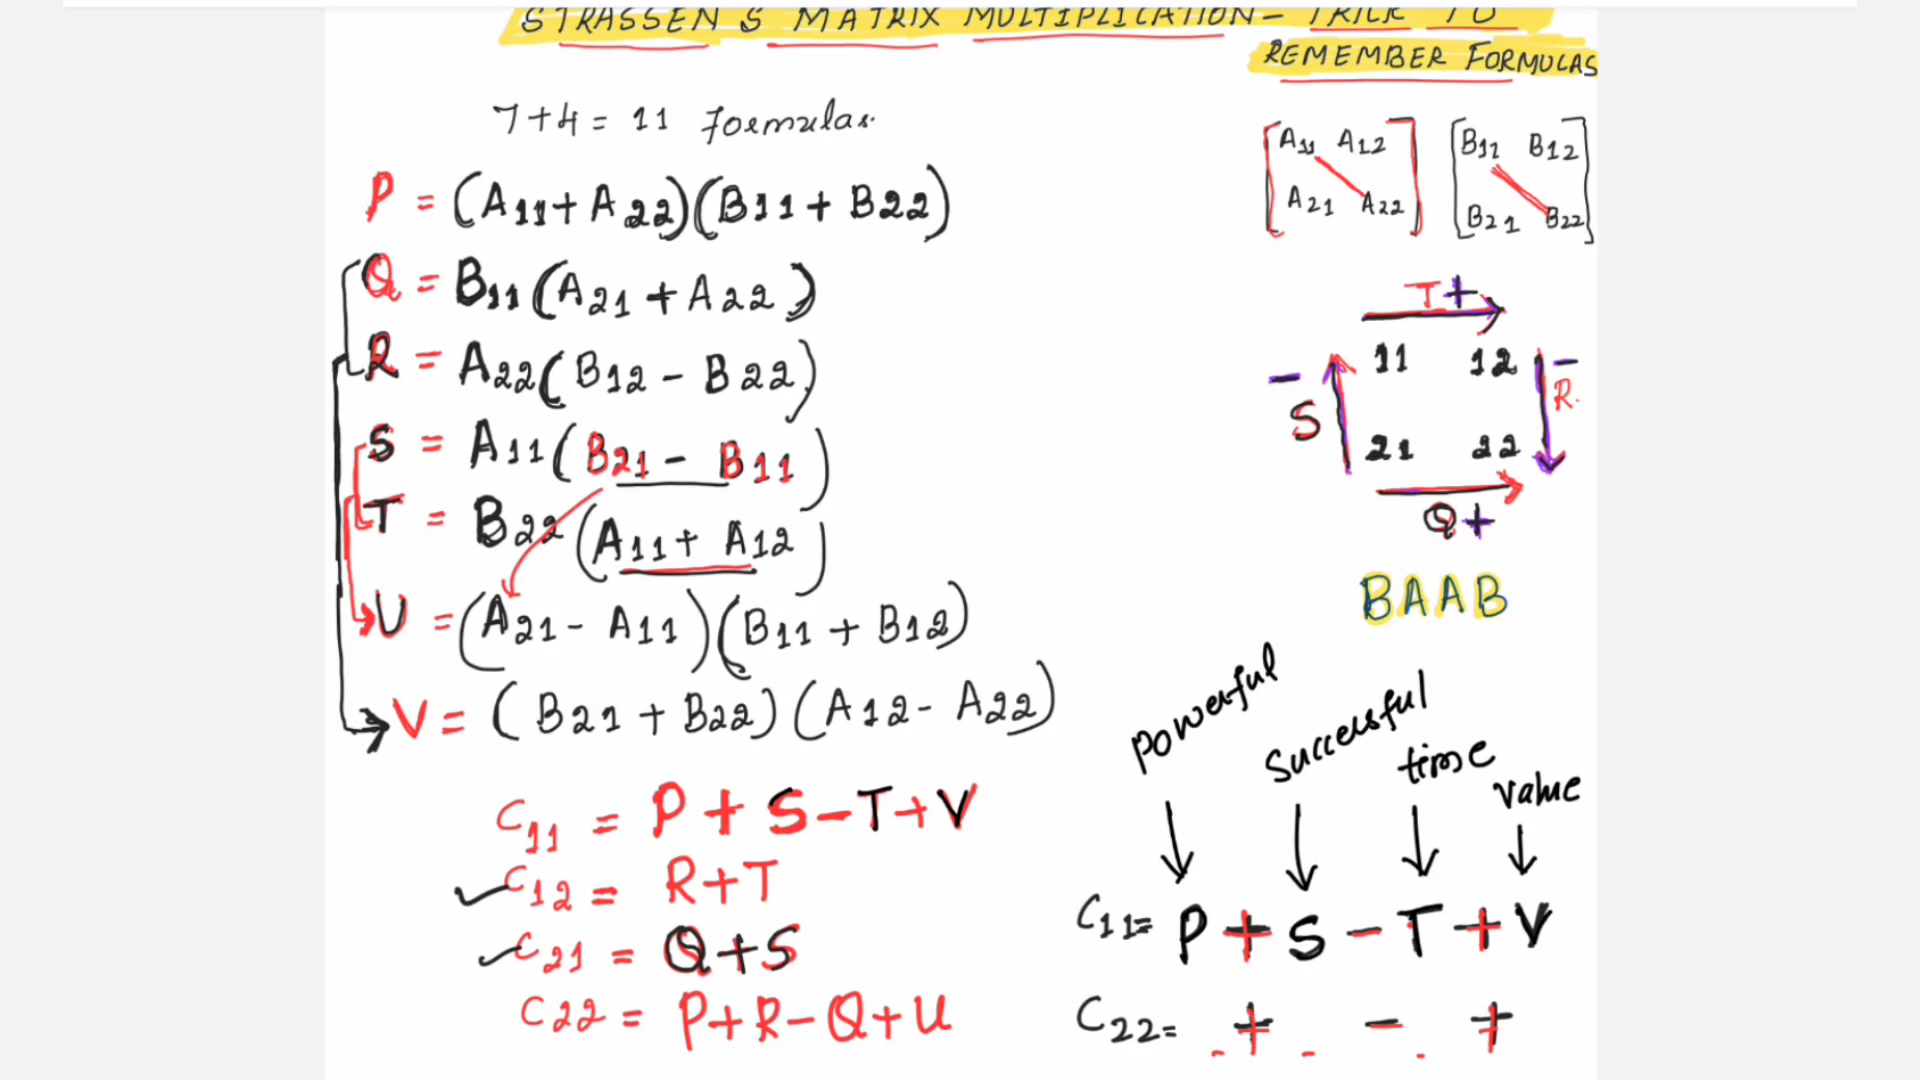 STRASSEN'S MATRIX MULTIPLICATION - TRICK TO
REMEMBER FORMULAS
7+4= 11 Formulas.
P = (A11+ A22)(B11+ B22)
Q = B11(A21 + A22)
R = A22(B12 - B22)
S = A11(B21 - B11)
T = B22(A11+ A12)
U =(A21- A11)(B11 + B12)
V = (B21 + B22)(A12- A22)
C11 = P+S-T+V
C12 = R+T
C21 = Q+S
C22 = P+R-Q+U
A11 A12
A21 A22
B12 B12
B21 B22
T+
11 12
- S
- R.
21 22
Q+
BAAB
Powerful
Successful
time
value
C11= P+S-T+V
C22= + - +